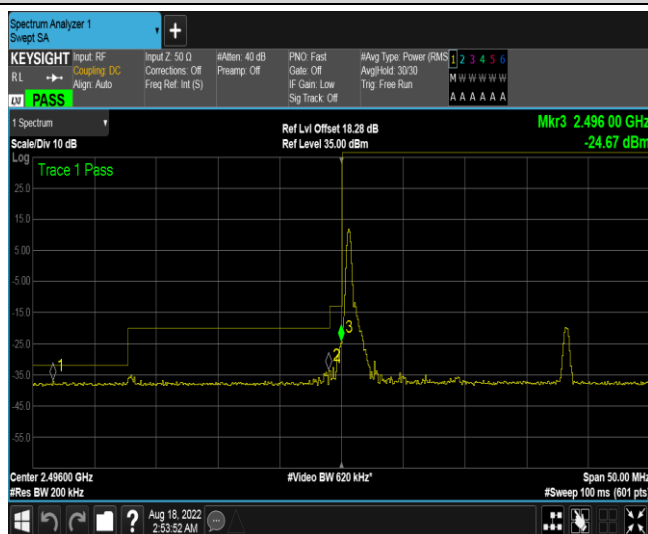 Spectrum Analyzer 1
Swept SA
+
KEYSIGHT
RL
LXI PASS
Input: RF
Coupling: DC
Align: Auto
Input Z: 50 Ω
Corrections: Off
Freq Ref: Int (S)
#Atten: 40 dB
Preamp: Off
PNO: Fast
Gate: Off
IF Gain: Low
Sig Track: Off
#Avg Type: Power (RMS
Avg|Hold: 30/30
Trig: Free Run
1 2 3 4 5 6
M W W W W W
A A A A A A
1 Spectrum
Scale/Div 10 dB
Ref Lvl Offset 18.28 dB
Ref Level 35.00 dBm
Mkr3 2.496 00 GHz
-24.67 dBm
Log
Trace 1 Pass
25.0
15.0
5.00
-5.00
-15.0
-25.0
-35.0
-45.0
-55.0
1
2
3
Center 2.49600 GHz
#Res BW 200 kHz
#Video BW 620 kHz*
Span 50.00 MHz
#Sweep 100 ms (601 pts)
?
Aug 18, 2022
2:53:52 AM